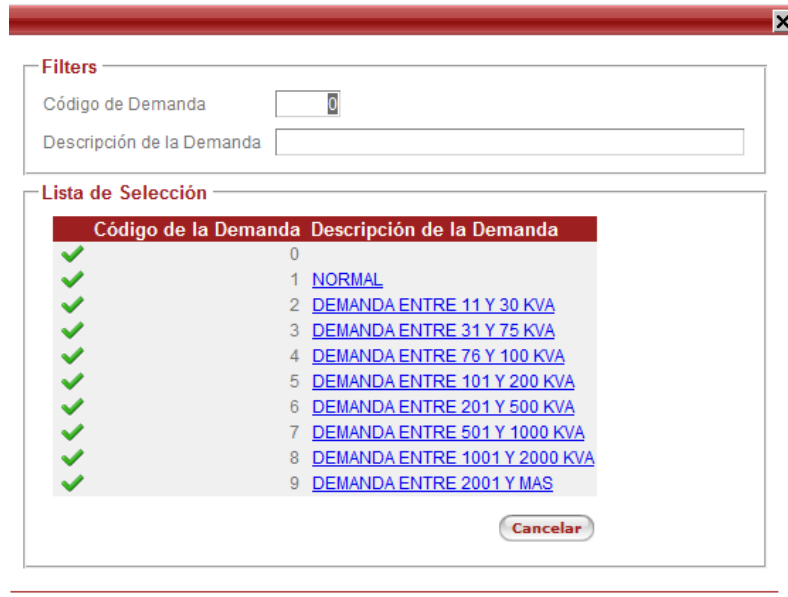 Filters
Código de Demanda 0
Descripción de la Demanda
Lista de Selección
Código de la Demanda Descripción de la Demanda
0
1 NORMAL
2 DEMANDA ENTRE 11 Y 30 KVA
3 DEMANDA ENTRE 31 Y 75 KVA
4 DEMANDA ENTRE 76 Y 100 KVA
5 DEMANDA ENTRE 101 Y 200 KVA
6 DEMANDA ENTRE 201 Y 500 KVA
7 DEMANDA ENTRE 501 Y 1000 KVA
8 DEMANDA ENTRE 1001 Y 2000 KVA
9 DEMANDA ENTRE 2001 Y MAS
Cancelar